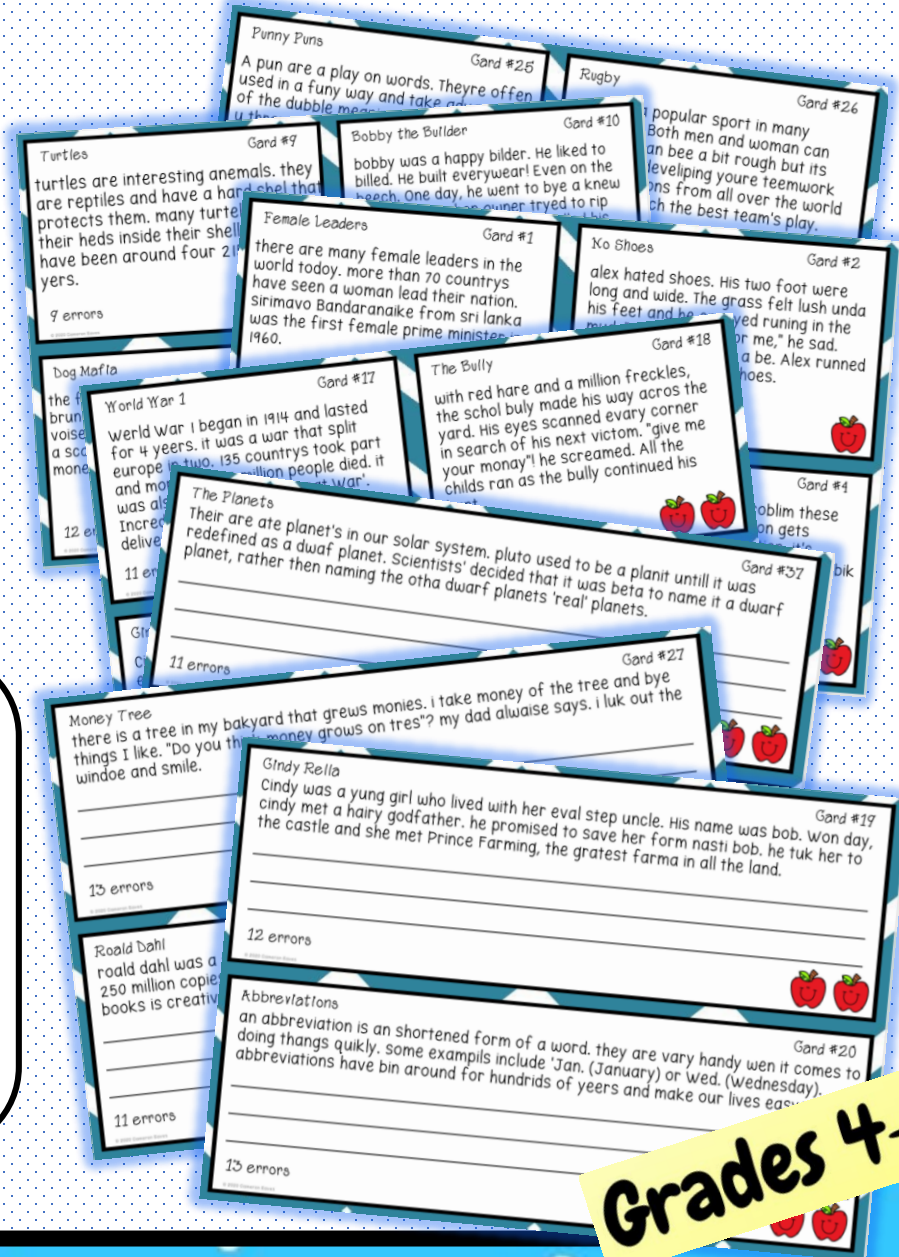 Punny Puns
Card #25
A pun are a play on words. Theyre offen
used in a funy way and take
of the dubble
Rugby
Card #26
popular sport in many
Both men and woman can
bee a bit rough but its
develiping youre teemwork
from all over the world
the best team's play.
Turtles
Card #9
turtles are interesting anemals. they
are reptiles and have a hard shel that
protects them. many
their heds inside their
have been around four
yers.
9 errors
Bobby the Builder
Card #10
bobby was a happy bilder. He liked to
billed. He built everywear! Even on the
beech. One day, he went to bye a knew
owner tryed to rip
Female Leaders
Card #1
there are many female leaders in the
world today. more than 70 countrys
have seen a woman lead their nation.
sirimavo Bandaranaike from sri lanka
was the first female prime minister
1960.
No Shoes
Card #2
alex hated shoes. His two foot were
long and wide. The grass felt lush unda
his feet and he runing in the
me," he sad.
a be. Alex runned
Dog Mafia
the
12
World War 1
Card #17
Werld War 1 began in 1914 and lasted
for 4 yeers. it was a war that split
europe in two. 135 countrys took part
and million people died. it
was War'.
11
The Bully
Card #18
with red hare and a million freckles,
the schol buly made his way acros the
yard. His eyes scanned evary corner
in search of his next victom. "give me
your monay"! he screamed. All the
childs ran as the bully continued his
Card #4
these
gets
The Planets
Card #37
Their are ate planet's in our solar system. pluto used to be a planit untill it was
redefined as a dwaf planet. Scientists' decided that it was beta to name it a dwarf
planet, rather then naming the otha dwarf planets 'real' planets.
11 errors
Money Tree
Card #27
there is a tree in my bakyard that grews monies. i take money of the tree and bye
things I like. "Do you think money grows on tres"? my dad alwaise says. i luk out the
windoe and smile.
13 errors
Cindy Rella
Card #19
Cindy was a yung girl who lived with her eval step uncle. His name was bob. Won day,
cindy met a hairy godfather. he promised to save her form nasti bob. he tuk her to
the castle and she met Prince Farming, the gratest farma in all the land.
12 errors
Roald Dahl
roald dahl was a
250 million
books is
11 errors
Abbreviations
Card #20
an abbreviation is an shortened form of a word. they are vary handy wen it comes to
doing thangs quikly. some exampils include 'Jan. (January) or Wed. (Wednesday).
abbreviations have bin around for hundrids of yeers and make our lives
13 errors
Grades 4-